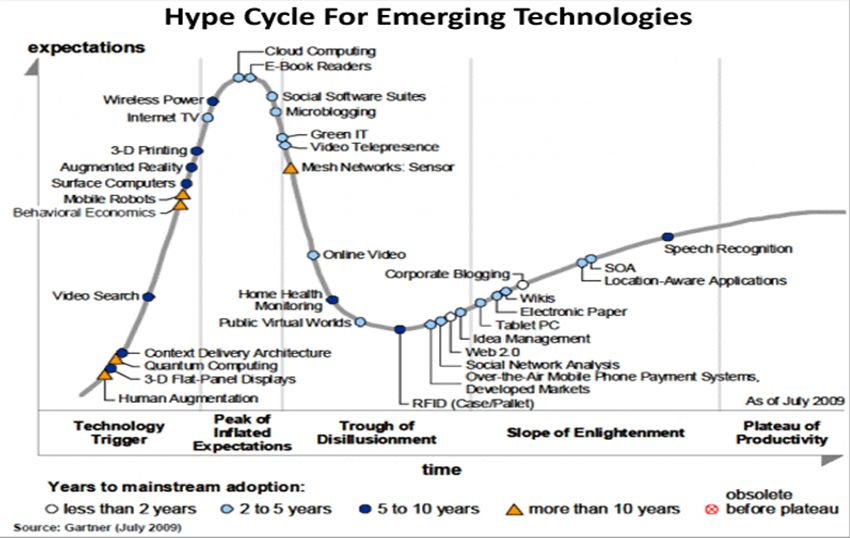 Hype Cycle For Emerging Technologies
expectations
Cloud Computing
E-Book Readers
Wireless Power
Internet TV
Social Software Suites
Microblogging
Green IT
Video Telepresence
3-D Printing
Augmented Reality
Surface Computers
Mobile Robots
Behavioral Economics
Mesh Networks: Sensor
Online Video
Video Search
Home Health
Monitoring
Public Virtual Worlds
Corporate Blogging
Speech Recognition
SOA
Location-Aware Applications
Wikis
Electronic Paper
Tablet PC
Idea Management
Web 2.0
Social Network Analysis
Over-the-Air Mobile Phone Payment Systems,
Developed Markets
RFID (Case/Pallet)
Context Delivery Architecture
Quantum Computing
3-D Flat-Panel Displays
Human Augmentation
As of July 2009
Technology
Trigger
Peak of
Inflated
Expectations
Trough of
Disillusionment
Slope of Enlightenment
Plateau of
Productivity
time
Years to mainstream adoption:
less than 2 years
2 to 5 years
5 to 10 years
more than 10 years
obsolete
before plateau
Source: Gartner (July 2009)